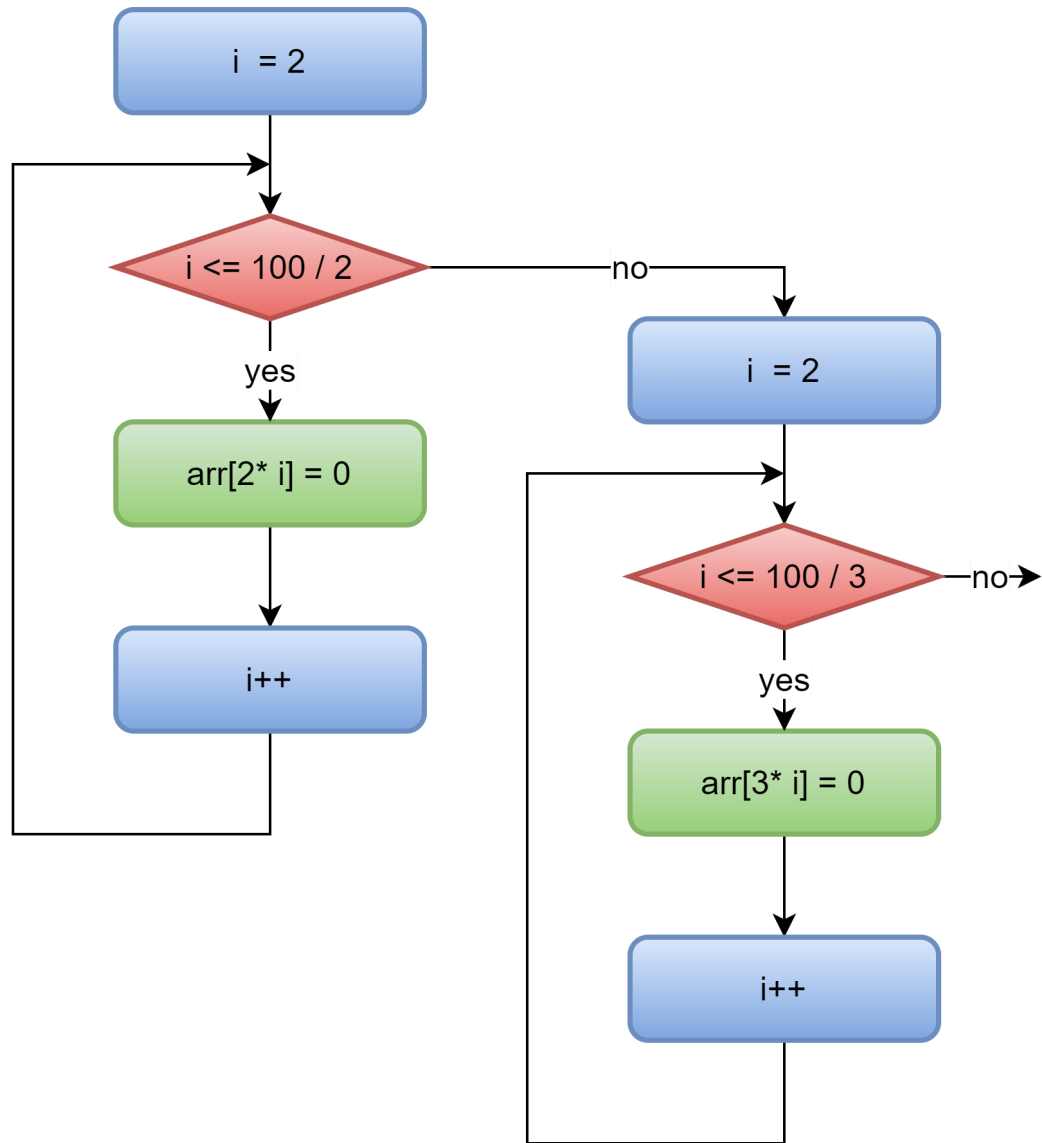 i = 2
i <= 100 / 2
no
yes
arr[2* i] = 0
i++
i = 2
i <= 100 / 3
no
yes
arr[3* i] = 0
i++